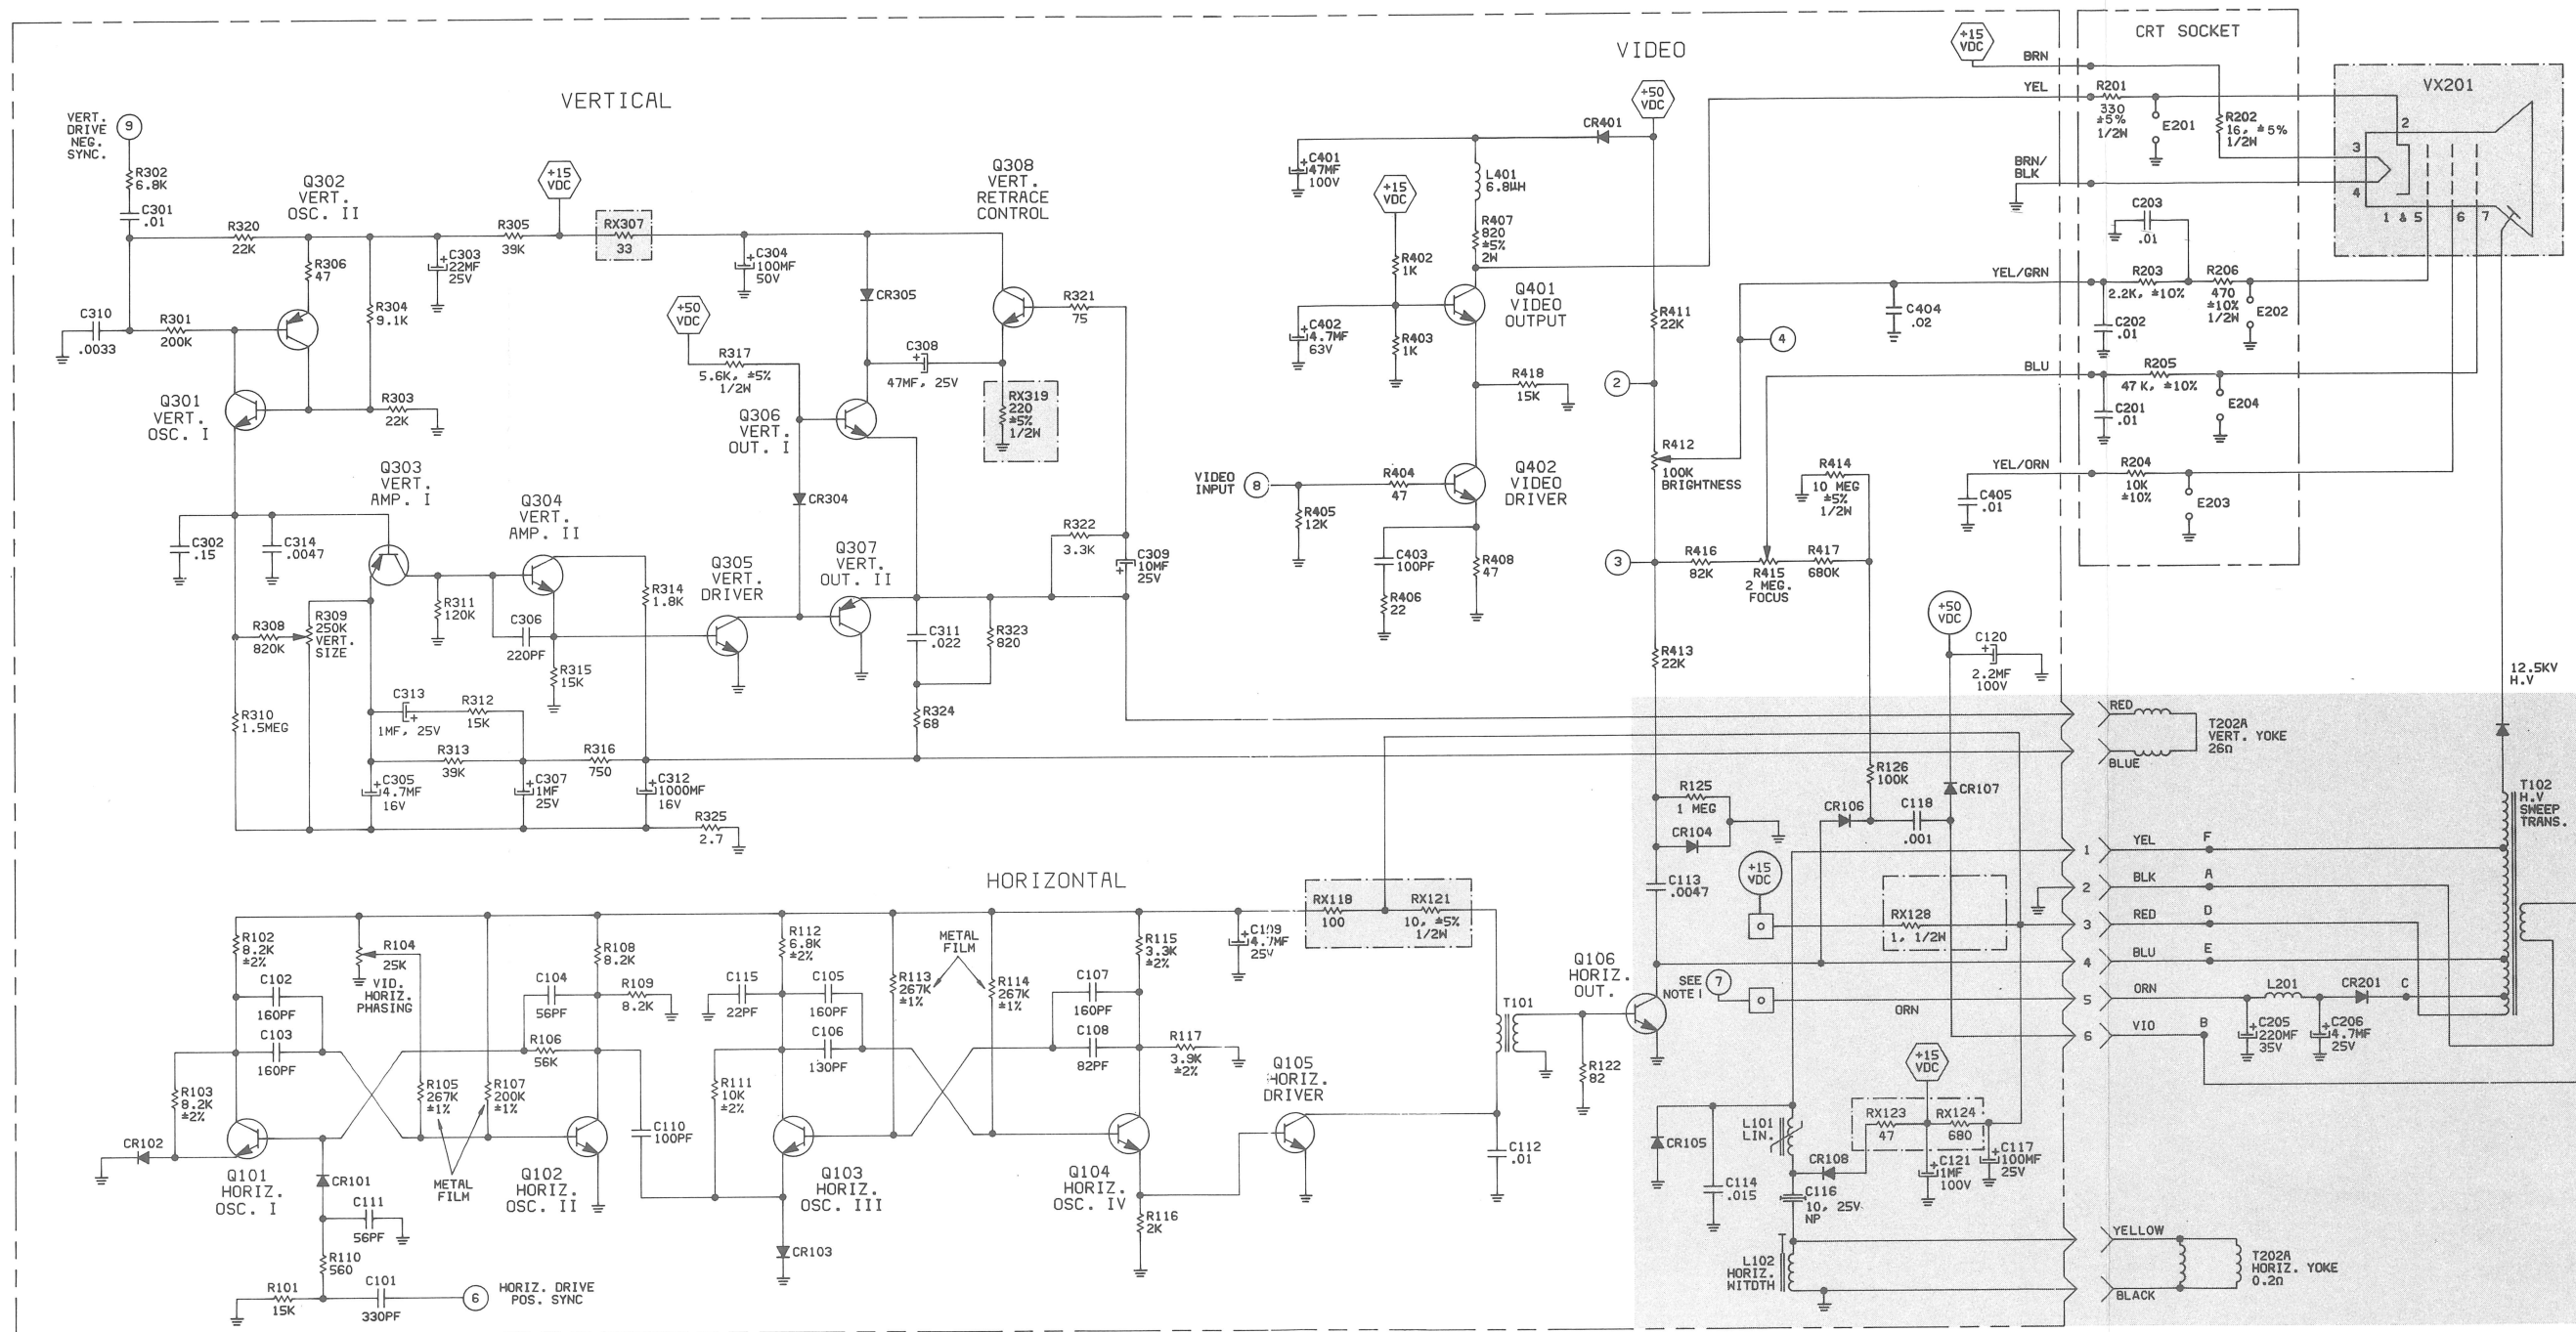 VERTICAL
VERT.
DRIVE
NEG.
SYNC.
9
R302
6.8K
C301
.01
R320
22K
Q302
VERT.
OSC. II
R306
47
R304
9.1K
C303
22MF
25V
R305
39K
+15
VDC
RX307
33
C304
100MF
50V
Q308
VERT.
RETRACE
CONTROL
CR305
R321
75
C310
.0033
R301
200K
+50
VDC
R317
5.6K, ±5%
1/2W
C308
47MF, 25V
RX319
220
±5%
1/2W
Q301
VERT.
OSC. I
R303
22K
Q306
VERT.
OUT. I
Q303
VERT.
AMP. I
Q304
VERT.
AMP. II
CR304
C302
.15
C314
.0047
Q305
VERT.
DRIVER
Q307
VERT.
OUT. II
R322
3.3K
C309
10MF
25V
R308
820K
R309
250K
VERT.
SIZE
R311
120K
C306
220PF
R314
1.8K
R315
15K
C311
.022
R323
820
R310
1.5MEG
C313
1MF, 25V
R312
15K
R324
68
R313
39K
R316
750
C305
4.7MF
16V
C307
1MF
25V
C312
1000MF
16V
R325
2.7
VIDEO
+50
VDC
CR401
C401
47MF
100V
L401
6.8UH
+15
VDC
R407
820
±5%
2W
R402
1K
Q401
VIDEO
OUTPUT
R411
22K
C402
4.7MF
63V
R403
1K
4
C404
.02
R418
15K
2
R412
100K
BRIGHTNESS
VIDEO
INPUT
8
R404
47
Q402
VIDEO
DRIVER
R405
12K
R414
10 MEG
±5%
1/2W
C405
.01
C403
100PF
R408
47
R406
22
3
R416
82K
R415
2 MEG.
FOCUS
R417
680K
R413
22K
+50
VDC
C120
2.2MF
100V
+15
VDC
BRN
YEL
BRN/
BLK
YEL/GRN
BLU
YEL/ORN
CRT SOCKET
R201
330
±5%
1/2W
E201
R202
16, ±5%
1/2W
C203
.01
R203
2.2K, ±10%
R206
470
±10%
1/2W
E202
C202
.01
R205
47 K, ±10%
C201
.01
E204
R204
10K
±10%
E203
VX201
2
3
4
1 & 5
6
7
12.5KV
H.V
RED
BLUE
T202A
VERT. YOKE
26Ω
R126
100K
CR107
R125
1 MEG
CR104
CR106
C118
.001
T102
H.V
SWEEP
TRANS.
C113
.0047
+15
VDC
RX128
1, 1/2W
1
YEL
F
2
BLK
A
3
RED
D
4
BLU
E
5
ORN
C
6
VIO
B
L201
CR201
C205
220MF
35V
C206
4.7MF
25V
SEE
NOTE 1
7
ORN
Q106
HORIZ.
OUT.
+15
VDC
RX123
47
RX124
680
L101
LIN.
CR105
CR108
C121
1MF
100V
C117
100MF
25V
C114
.015
C116
10, 25V
NP
L102
HORIZ.
WITDTH
YELLOW
BLACK
T202A
HORIZ. YOKE
0.2Ω
HORIZONTAL
R102
8.2K
±2%
C102
160PF
C103
160PF
R104
25K
VID.
HORIZ.
PHASING
R108
8.2K
C104
56PF
R109
8.2K
R106
56K
R103
8.2K
±2%
R105
267K
±1%
R107
200K
±1%
CR102
Q101
HORIZ.
OSC. I
CR101
METAL
FILM
Q102
HORIZ.
OSC. II
C111
56PF
R110
560
R101
15K
C101
330PF
6
HORIZ. DRIVE
POS. SYNC
R112
6.8K
±2%
C115
22PF
C105
160PF
C106
130PF
R113
267K
±1%
METAL
FILM
R114
267K
±1%
R115
3.3K
±2%
C107
160PF
C108
82PF
R117
3.9K
±2%
C109
4.7MF
25V
RX118
100
RX121
10, ±5%
1/2W
R111
10K
±2%
C110
100PF
Q103
HORIZ.
OSC. III
Q104
HORIZ.
OSC. IV
CR103
R116
2K
Q105
HORIZ.
DRIVER
T101
R122
82
C112
.01